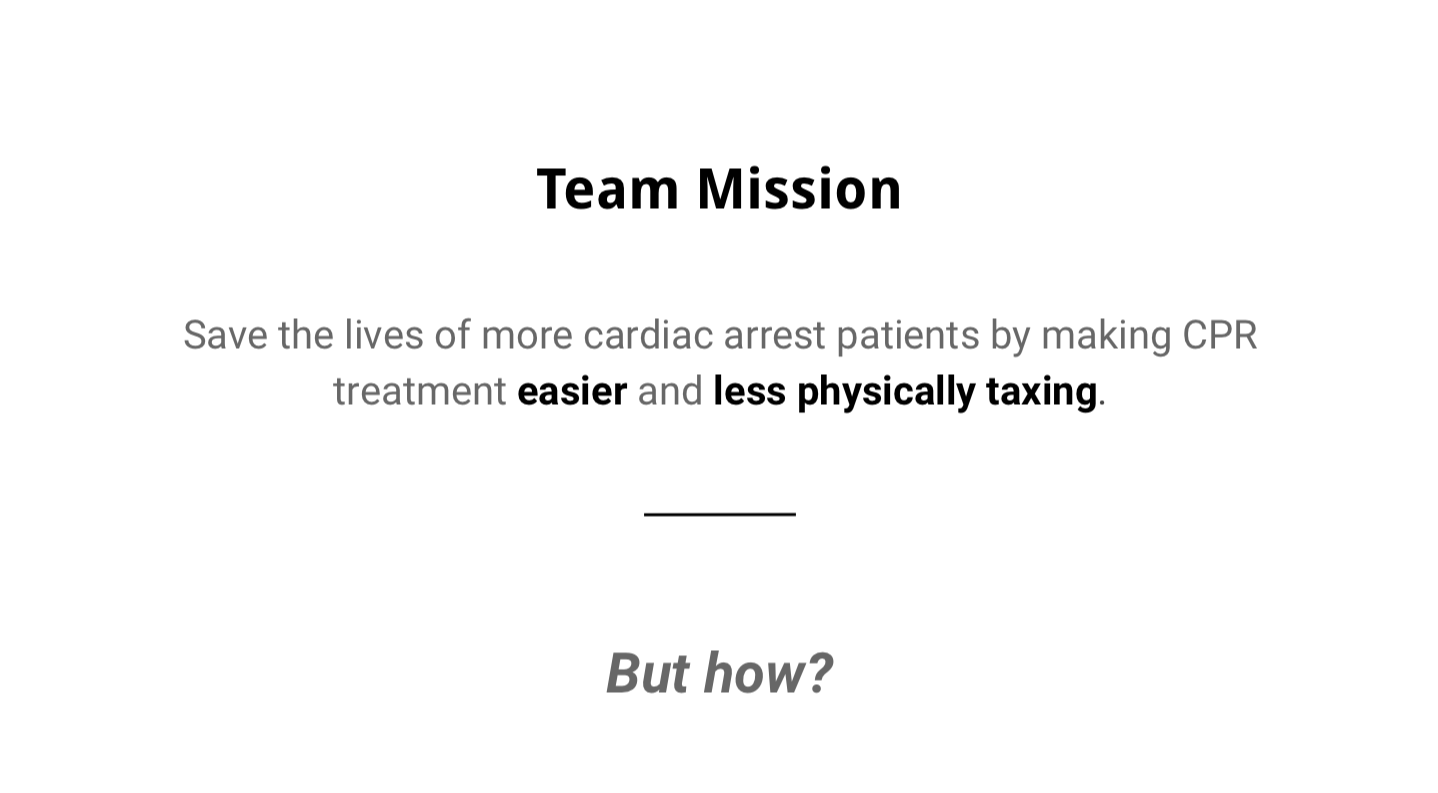 Team Mission
Save the lives of more cardiac arrest patients by making CPR
treatment easier and less physically taxing.
But how?